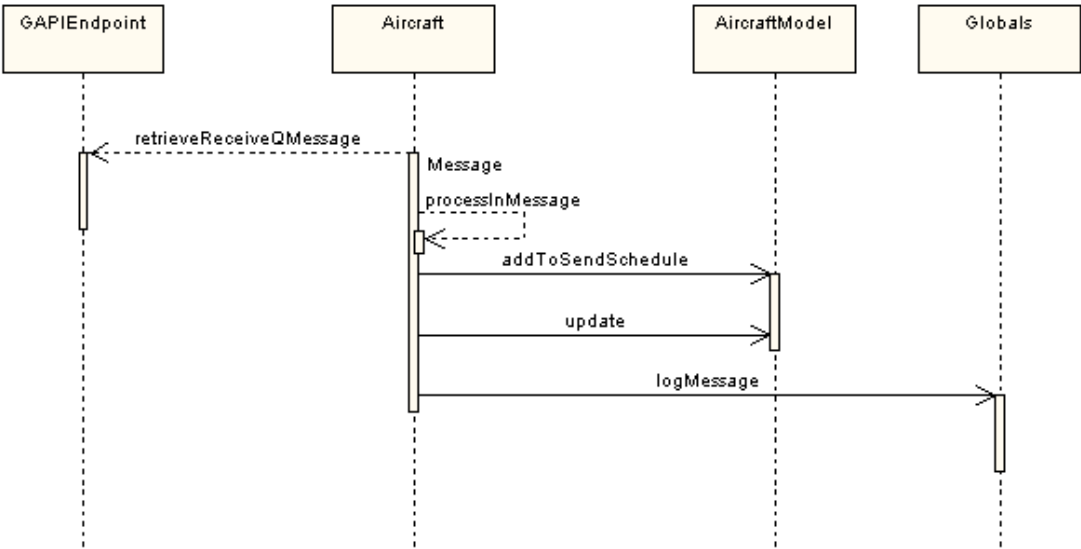 GAPIEndpoint
Aircraft
AircraftModel
Globals
retrieveReceiveQMessage
Message
processInMessage
addToSendSchedule
update
logMessage